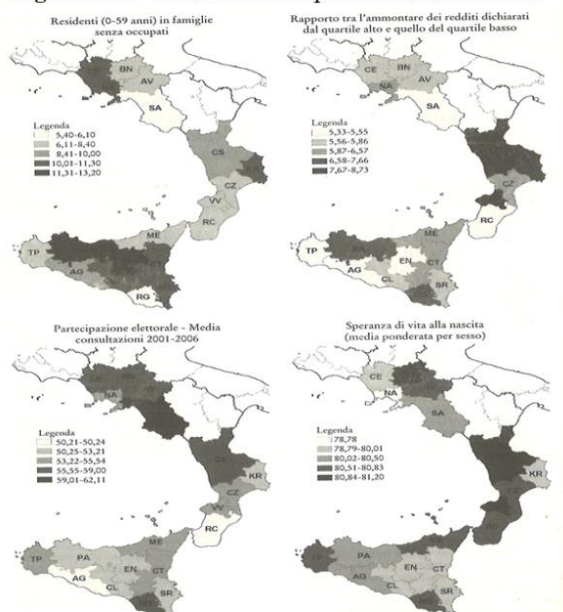 Residenti (0-59 anni) in famiglie
senza occupati
BN
AV
SA
Legenda
5,40-6,10
6,11-8,40
8,41-10,00
10,01-11,30
11,31-13,20
CS
CZ
VV
RC
ME
TP
AG
CT
RG
Rapporto tra l'ammontare dei redditi dichiarati
dal quartile alto e quello del quartile basso
CE
BN
AV
NA
SA
Legenda
5,33-5,55
5,56-5,86
5,87-6,57
6,58-7,66
7,67-8,73
CZ
RC
ME
TP
PA
EN
AG
CT
CL
SR
Partecipazione elettorale - Media
consultazioni 2001-2006
NA
Legenda
50,21-50,24
50,25-53,21
53,22-55,54
55,55-59,00
59,01-62,11
CS
KR
CZ
VV
RC
ME
TP
PA
EN
CT
AG
CL
SR
Speranza di vita alla nascita
(media ponderata per sesso)
CE
NA
SA
Legenda
78,78
78,79-80,01
80,02-80,50
80,51-80,83
80,84-81,20
KR
PA
EN
CT
AG
CL
SR